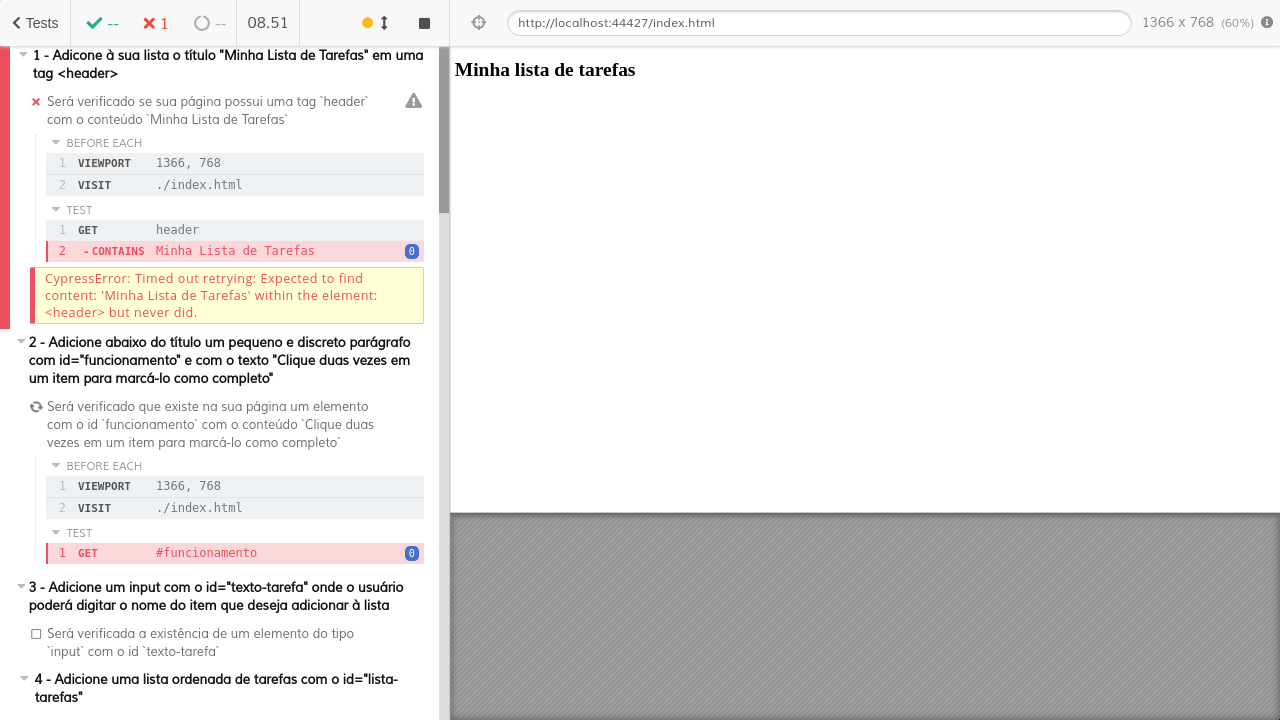 Tests
--
1
--
08.51
http://localhost:44427/index.html
1366 x 768 (60%)
1 - Adicone à sua lista o título "Minha Lista de Tarefas" em uma
tag <header>
Será verificado se sua página possui uma tag `header`
com o conteúdo `Minha Lista de Tarefas`
BEFORE EACH
1 VIEWPORT 1366, 768
2 VISIT ./index.html
TEST
1 GET header
2 - CONTAINS Minha Lista de Tarefas 0
CypressError: Timed out retrying: Expected to find
content: 'Minha Lista de Tarefas' within the element:
<header> but never did.
2 - Adicione abaixo do título um pequeno e discreto parágrafo
com id="funcionamento" e com o texto "Clique duas vezes em
um item para marcá-lo como completo"
Será verificado que existe na sua página um elemento
com o id `funcionamento` com o conteúdo `Clique duas
vezes em um item para marcá-lo como completo`
BEFORE EACH
1 VIEWPORT 1366, 768
2 VISIT ./index.html
TEST
1 GET #funcionamento 0
3 - Adicione um input com o id="texto-tarefa" onde o usuário
poderá digitar o nome do item que deseja adicionar à lista
Será verificada a existência de um elemento do tipo
`input` com o id `texto-tarefa`
4 - Adicione uma lista ordenada de tarefas com o id="lista-
tarefas"
Minha lista de tarefas